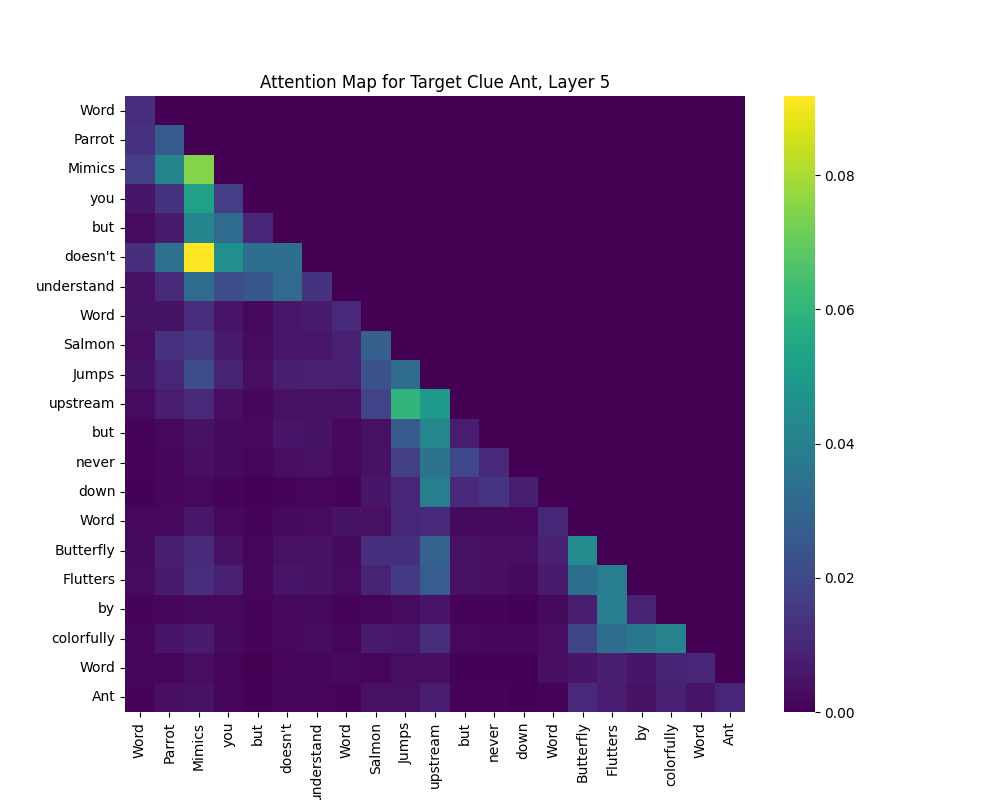 Attention Map for Target Clue Ant, Layer 5
Word
Parrot
Mimics
you
but
doesn't
understand
Word
Salmon
Jumps
upstream
but
never
down
Word
Butterfly
Flutters
by
colorfully
Word
Ant
Word
Parrot
Mimics
you
but
doesn't
understand
Word
Salmon
Jumps
upstream
but
never
down
Word
Butterfly
Flutters
by
colorfully
Word
Ant
0.08
0.06
0.04
0.02
0.00